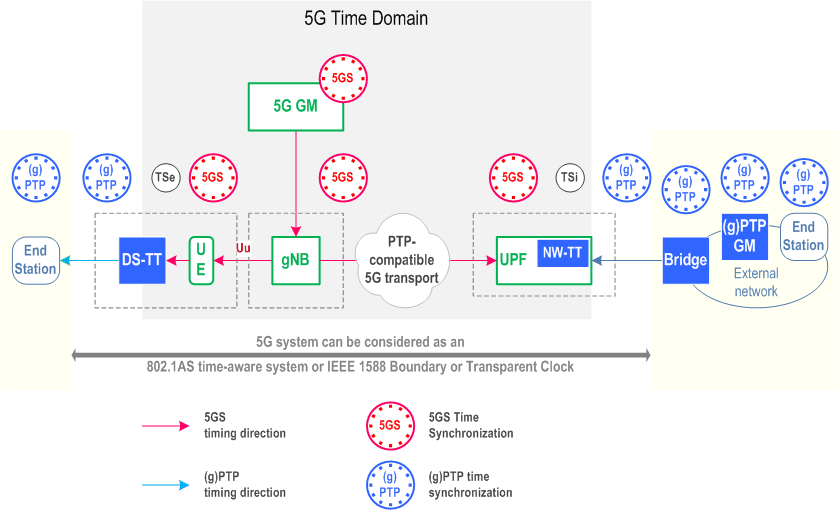 5G Time Domain
5GS
5G GM
(g)
PTP
(g)
PTP
TSe
5GS
5GS
5GS
TSi
(g)
PTP
(g)
PTP
(g)
PTP
(g)
PTP
End
Station
DS-TT
U
E
Uu
gNB
PTP-
compatible
5G transport
UPF
NW-TT
Bridge
(g)PTP
GM
End
Station
External
network
5G system can be considered as an
802.1AS time-aware system or IEEE 1588 Boundary or Transparent Clock
5GS
timing direction
5GS
5GS Time
Synchronization
(g)PTP
timing direction
(g)
PTP
(g)PTP time
synchronization